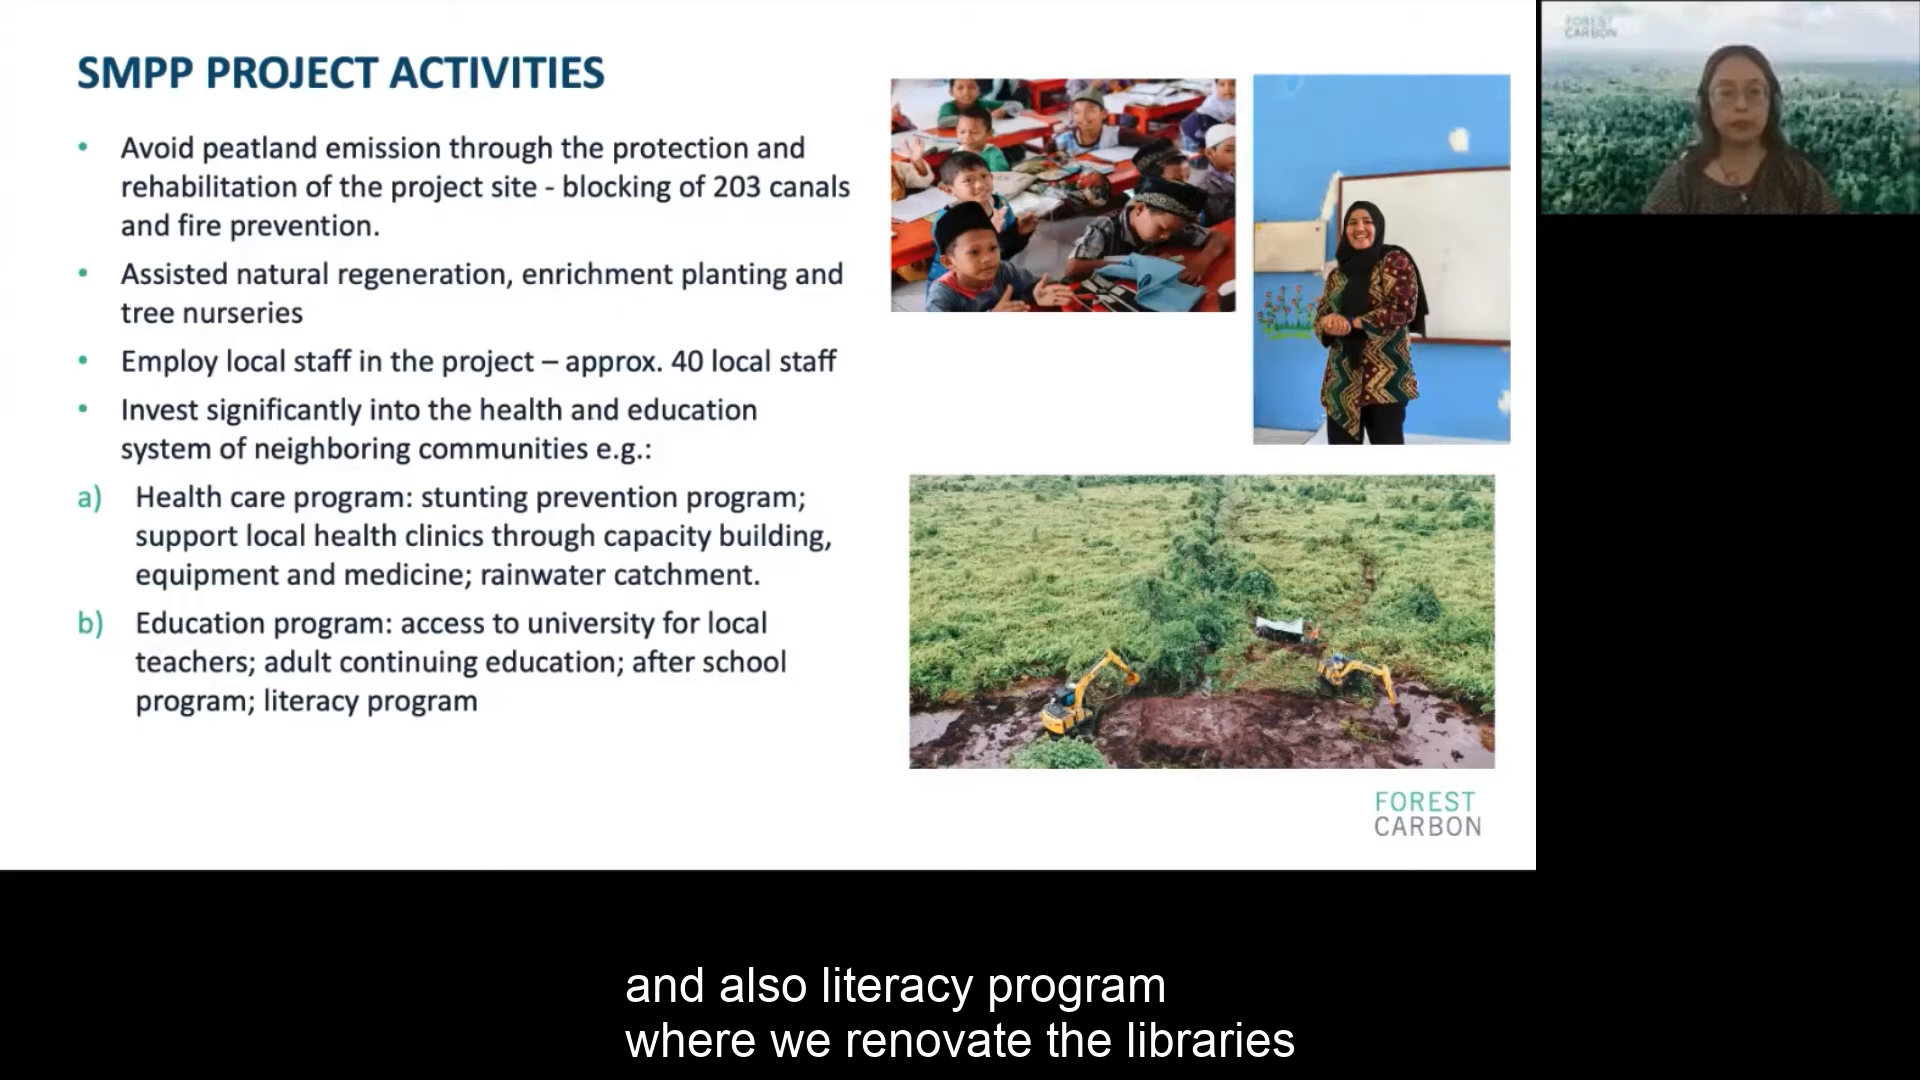 SMPP PROJECT ACTIVITIES
• Avoid peatland emission through the protection and
rehabilitation of the project site - blocking of 203 canals
and fire prevention.
• Assisted natural regeneration, enrichment planting and
tree nurseries
• Employ local staff in the project – approx. 40 local staff
• Invest significantly into the health and education
system of neighboring communities e.g.:
a) Health care program: stunting prevention program;
support local health clinics through capacity building,
equipment and medicine; rainwater catchment.
b) Education program: access to university for local
teachers; adult continuing education; after school
program; literacy program
FOREST
CARBON
FOREST
CARBON
and also literacy program
where we renovate the libraries